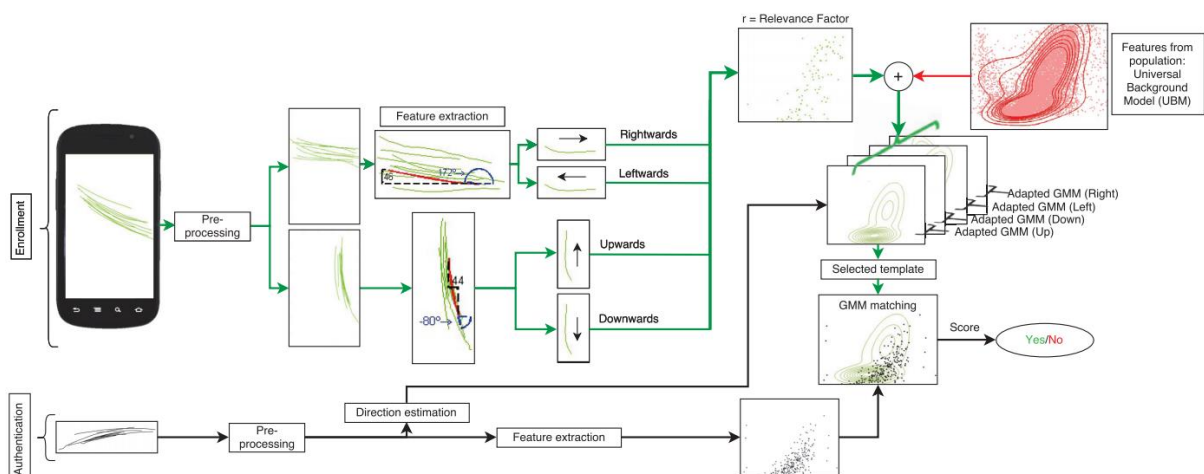 r = Relevance Factor
Features from
population:
Universal
Background
Model (UBM)
Enrollment
Pre-
processing
Feature extraction
46
172º
Rightwards
Leftwards
44
-80º
Upwards
Downwards
Adapted GMM (Right)
Adapted GMM (Left)
Adapted GMM (Down)
Adapted GMM (Up)
Selected template
GMM matching
Score
Yes/No
Authentication
Pre-
processing
Direction estimation
Feature extraction